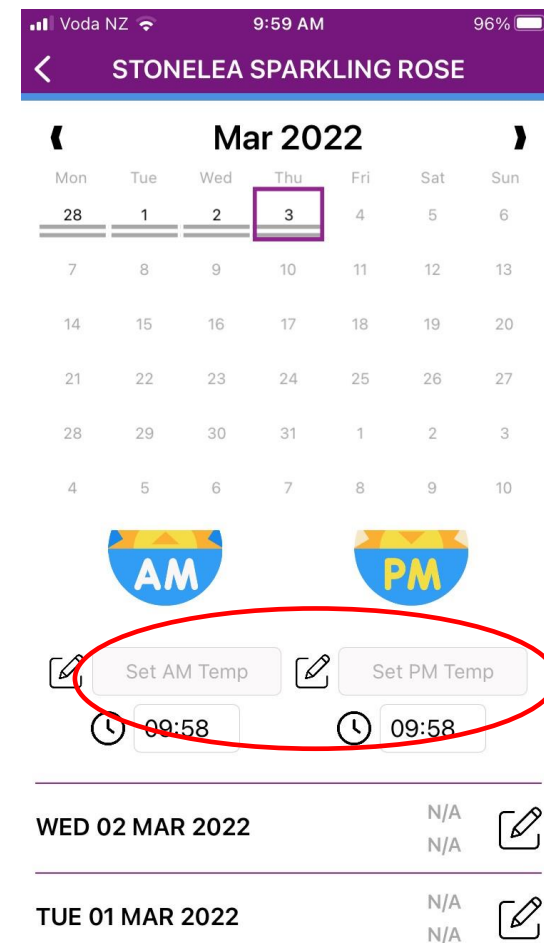 Voda NZ 9:59 AM 96%
STONELEA SPARKLING ROSE
Mar 2022
Mon Tue Wed Thu Fri Sat Sun
28 1 2 3 4 5 6
7 8 9 10 11 12 13
14 15 16 17 18 19 20
21 22 23 24 25 26 27
28 29 30 31 1 2 3
4 5 6 7 8 9 10
AM PM
Set AM Temp Set PM Temp
09:58 09:58
WED 02 MAR 2022 N/A
N/A
TUE 01 MAR 2022 N/A
N/A